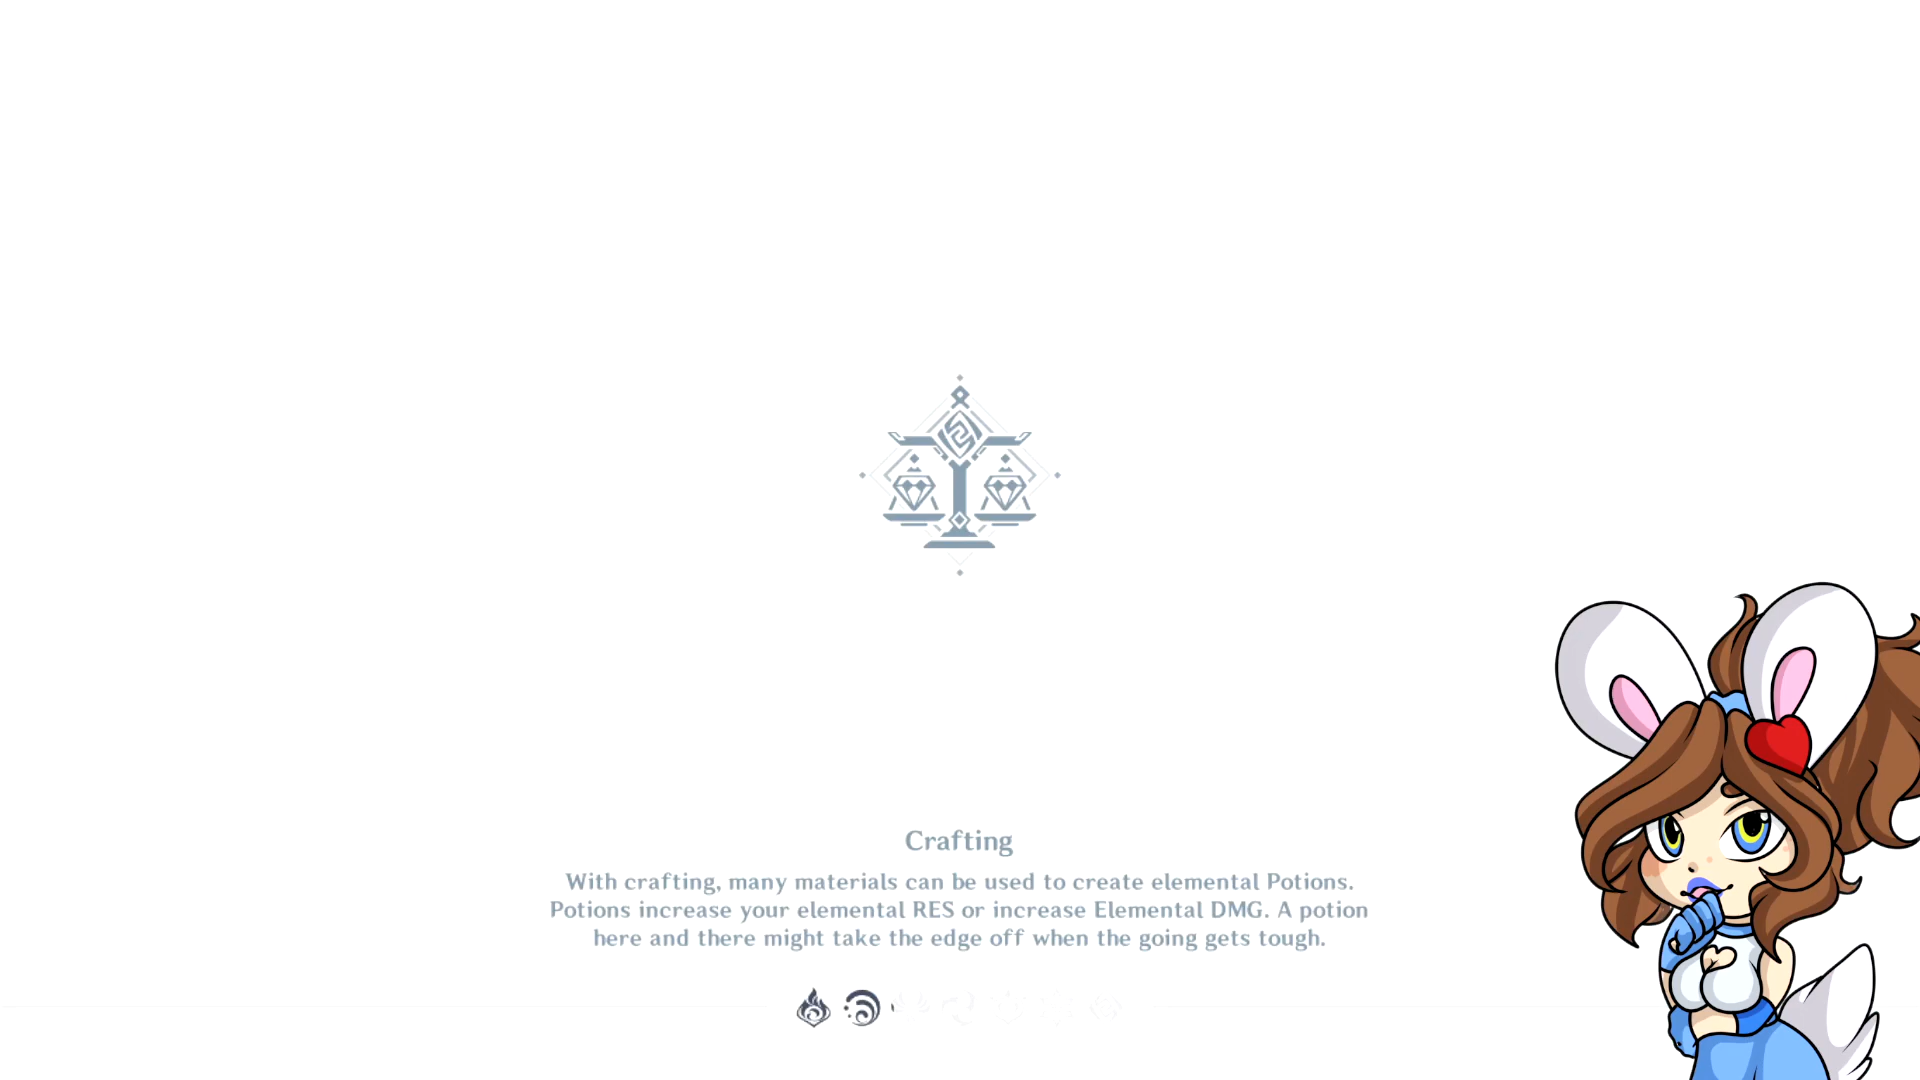 Crafting
With crafting, many materials can be used to create elemental Potions.
Potions increase your elemental RES or increase Elemental DMG. A potion
here and there might take the edge off when the going gets tough.